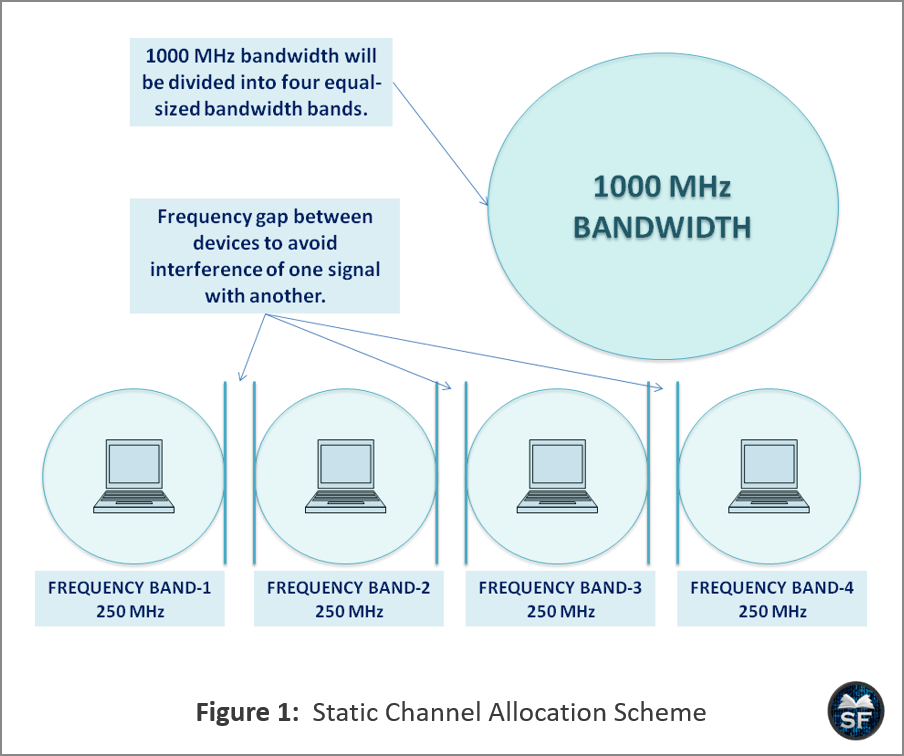 1000 MHz bandwidth will
be divided into four equal-
sized bandwidth bands.
1000 MHz
BANDWIDTH
Frequency gap between
devices to avoid
interference of one signal
with another.
FREQUENCY BAND-1
250 MHz
FREQUENCY BAND-2
250 MHz
FREQUENCY BAND-3
250 MHz
FREQUENCY BAND-4
250 MHz
Figure 1: Static Channel Allocation Scheme
SF